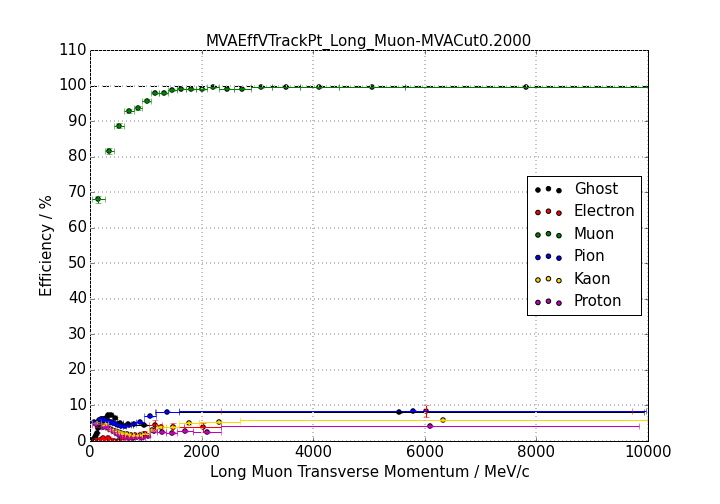 MVAEffVTrackPt_Long_Muon-MVACut0.2000
110
100
90
80
70
60
50
40
30
20
10
0
Efficiency / %
Ghost
Electron
Muon
Pion
Kaon
Proton
0 2000 4000 6000 8000 10000
Long Muon Transverse Momentum / MeV/c